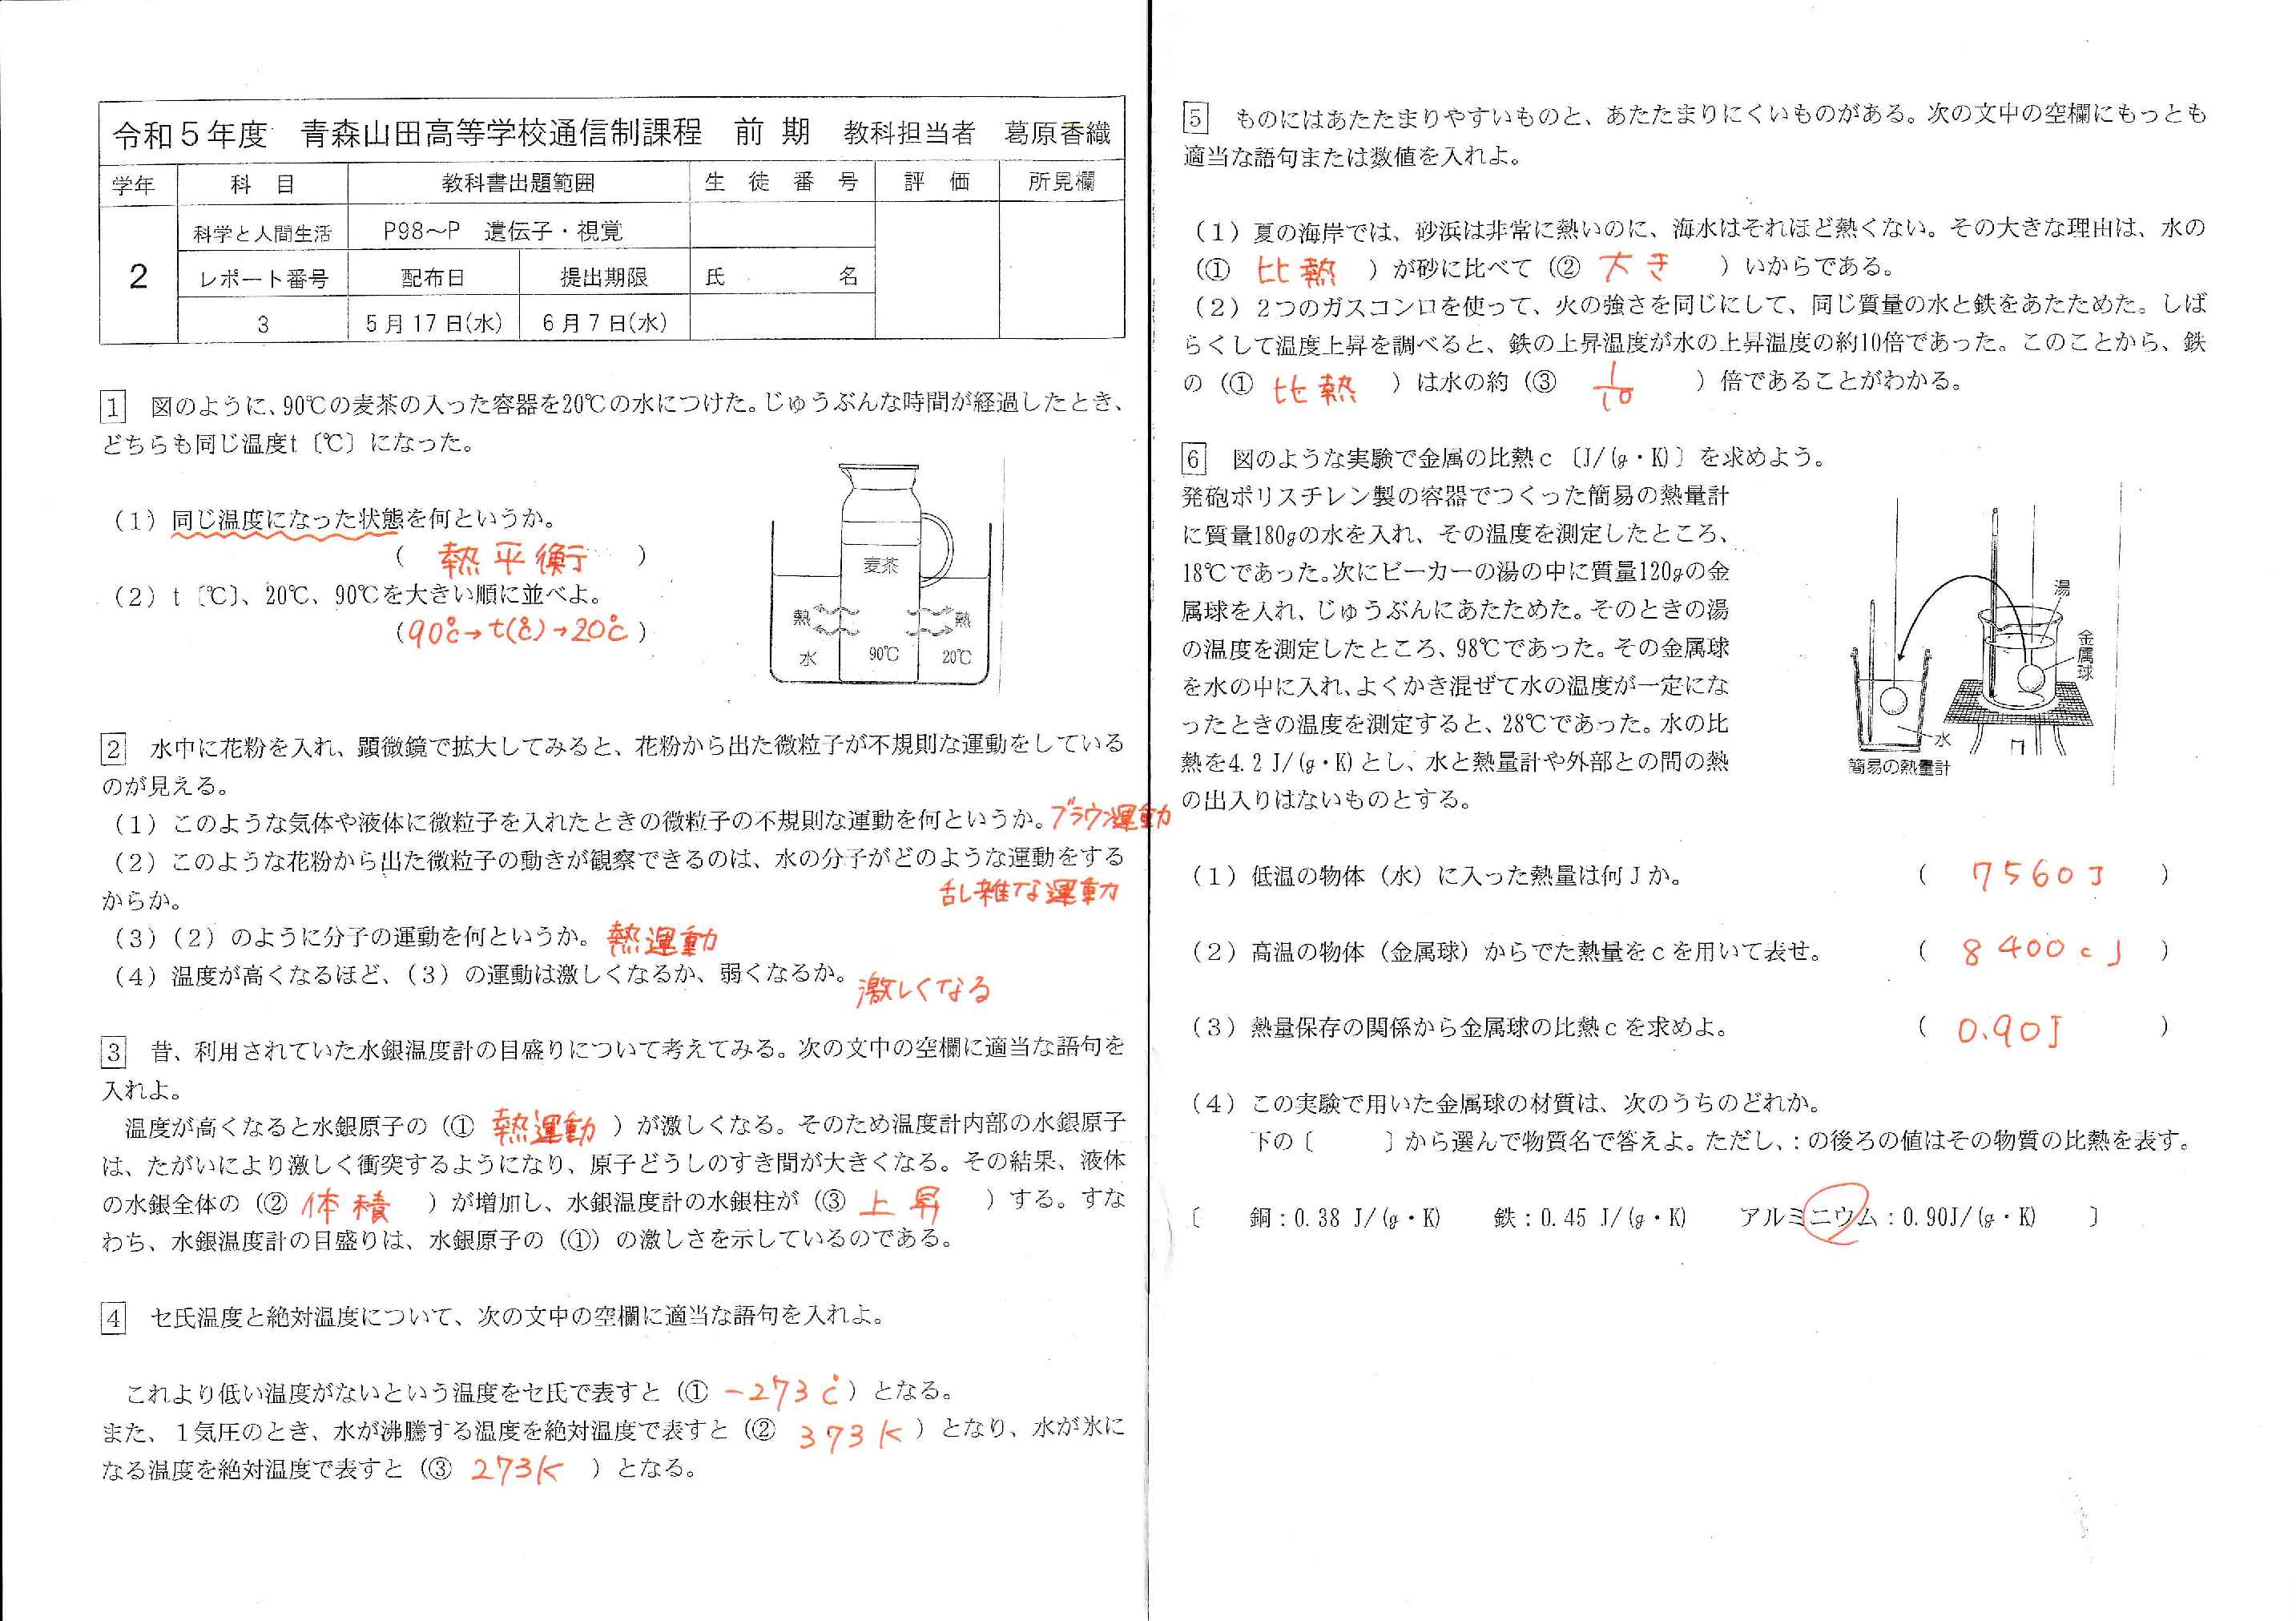 令和５年度　青森山田高等学校通信制課程　前 期　教科担当者　葛原香織
学年　科　目　教科書出題範囲　生　徒　番　号　評　価　所見欄
2　科学と人間生活　P98～P　遺伝子・視覚
レポート番号　配布日　提出期限　氏　名
3　5月17日(水)　6月7日(水)
1　図のように、90℃の麦茶の入った容器を20℃の水につけた。じゅうぶんな時間が経過したとき、
どちらも同じ温度t〔℃〕になった。
（1）同じ温度になった状態を何というか。
（　熱平衡　）
（2）t〔℃〕、20℃、90℃を大きい順に並べよ。
（90℃→t(℃)→20℃）
麦茶
熱　熱
水　90℃　20℃
2　水中に花粉を入れ、顕微鏡で拡大してみると、花粉から出た微粒子が不規則な運動をしている
のが見える。
（1）このような気体や液体に微粒子を入れたときの微粒子の不規則な運動を何というか。ブラウン運動
（2）このような花粉から出た微粒子の動きが観察できるのは、水の分子がどのような運動をする
からか。　乱雑な運動
（3）（2）のように分子の運動を何というか。熱運動
（4）温度が高くなるほど、（3）の運動は激しくなるか、弱くなるか。激しくなる
3　昔、利用されていた水銀温度計の目盛りについて考えてみる。次の文中の空欄に適当な語句を
入れよ。
温度が高くなると水銀原子の（① 熱運動 ）が激しくなる。そのため温度計内部の水銀原子
は、たがいにより激しく衝突するようになり、原子どうしのすき間が大きくなる。その結果、液体
の水銀全体の（② 体積 ）が増加し、水銀温度計の水銀柱が（③ 上昇 ）する。すな
わち、水銀温度計の目盛りは、水銀原子の（①）の激しさを示しているのである。
4　セ氏温度と絶対温度について、次の文中の空欄に適当な語句を入れよ。
これより低い温度がないという温度をセ氏で表すと（① -273℃）となる。
また、１気圧のとき、水が沸騰する温度を絶対温度で表すと（② 373K ）となり、水が氷に
なる温度を絶対温度で表すと（③ 273K ）となる。
5　ものにはあたたまりやすいものと、あたたまりにくいものがある。次の文中の空欄にもっとも
適当な語句または数値を入れよ。
（1）夏の海岸では、砂浜は非常に熱いのに、海水はそれほど熱くない。その大きな理由は、水の
（① 比熱 ）が砂に比べて（② 大き ）いからである。
（2）２つのガスコンロを使って、火の強さを同じにして、同じ質量の水と鉄をあたためた。しば
らくして温度上昇を調べると、鉄の上昇温度が水の上昇温度の約10倍であった。このことから、鉄
の（① 比熱 ）は水の約（③ 1/10 ）倍であることがわかる。
6　図のような実験で金属の比熱ｃ〔J/(g・K)〕を求めよう。
発砲ポリスチレン製の容器でつくった簡易の熱量計
に質量180gの水を入れ、その温度を測定したところ、
18℃であった。次にビーカーの湯の中に質量120gの金
属球を入れ、じゅうぶんにあたためた。そのときの湯
の温度を測定したところ、98℃であった。その金属球
を水の中に入れ、よくかき混ぜて水の温度が一定にな
ったときの温度を測定すると、28℃であった。水の比
熱を4.2 J/(g・K)とし、水と熱量計や外部との間の熱
の出入りはないものとする。
湯
金属球
水
簡易の熱量計
（1）低温の物体（水）に入った熱量は何Ｊか。　（　7560J　）
（2）高温の物体（金属球）からでた熱量をｃを用いて表せ。　（　8400cJ　）
（3）熱量保存の関係から金属球の比熱ｃを求めよ。　（　0.90J　）
（4）この実験で用いた金属球の材質は、次のうちのどれか。
下の〔　　　〕から選んで物質名で答えよ。ただし、：の後ろの値はその物質の比熱を表す。
〔　銅：0.38 J/(g・K)　鉄：0.45 J/(g・K)　アルミニウム：0.90J/(g・K)　〕